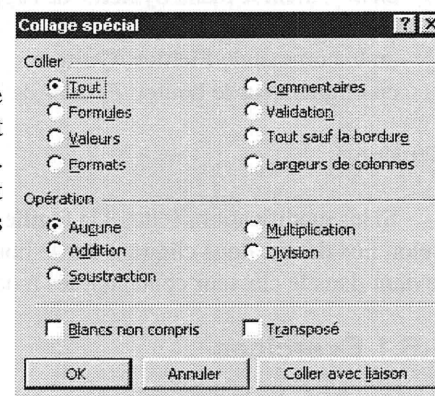 Collage spécial
Coller
Tout Commentaires
Formules Validation
Valeurs Tout sauf la bordure
Formats Largeurs de colonnes
Opération
Aucune Multiplication
Addition Division
Soustraction
Blancs non compris Transposé
OK Annuler Coller avec liaison